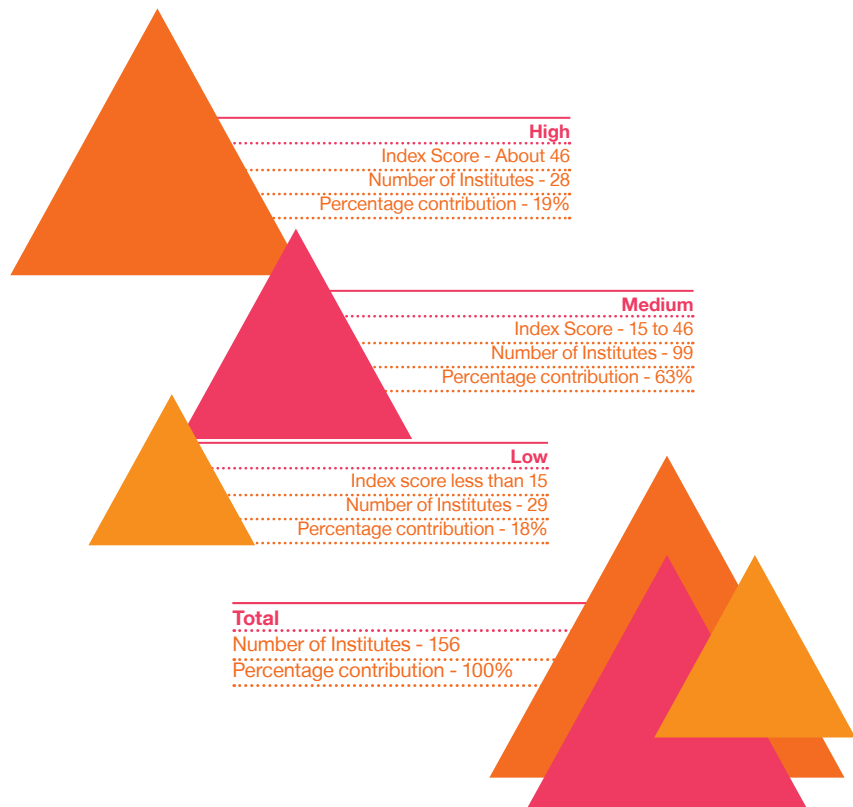 High
Index Score - About 46
Number of Institutes - 28
Percentage contribution - 19%
Medium
Index Score - 15 to 46
Number of Institutes - 99
Percentage contribution - 63%
Low
Index score less than 15
Number of Institutes - 29
Percentage contribution - 18%
Total
Number of Institutes - 156
Percentage contribution - 100%